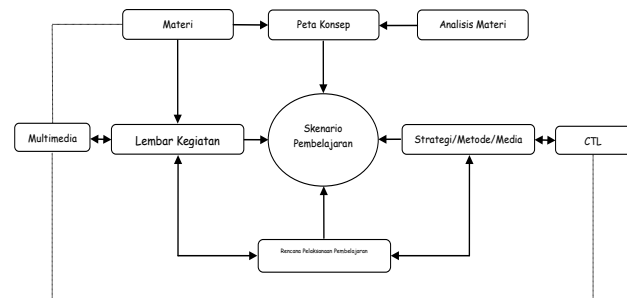 Materi
Peta Konsep
Analisis Materi
Multimedia
Lembar Kegiatan
Skenario
Pembelajaran
Strategi/Metode/Media
CTL
Rencana Pelaksanaan Pembelajaran